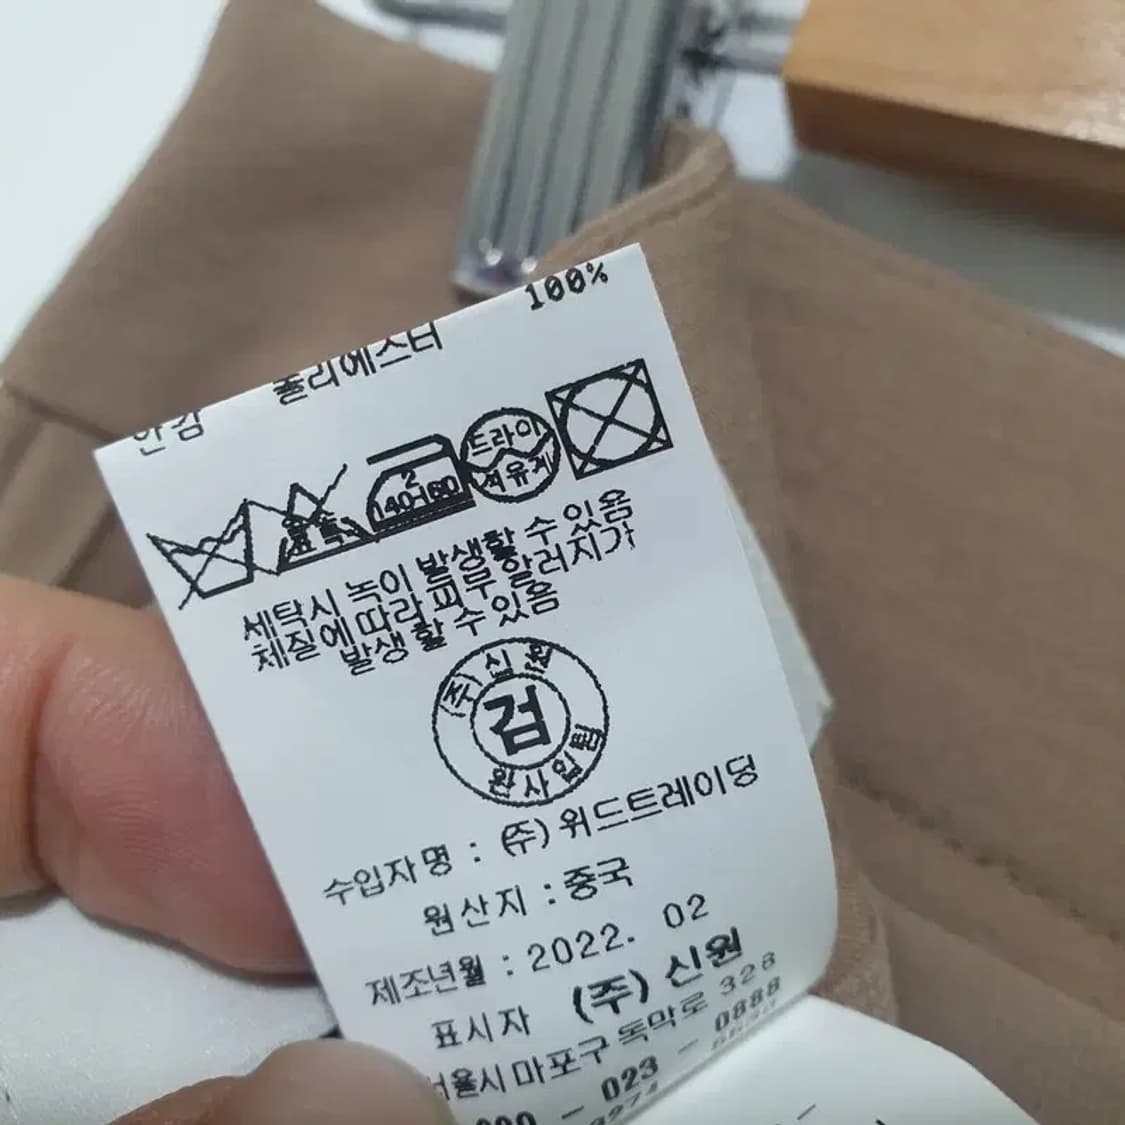 100%
폴리에스터
안감
드라이
석유계
2
140-160
표 축
세탁시 녹이 발생할 수 있음
체질에 따라 피부 알러지가
발생 할 수 있음
(주) 신원
검
완사입팀
수입자명 : (주) 위드트레이딩
원산지 : 중국
제조년월 : 2022. 02
표시자 (주) 신원
서울시 마포구 독막로 328
023 - 0888